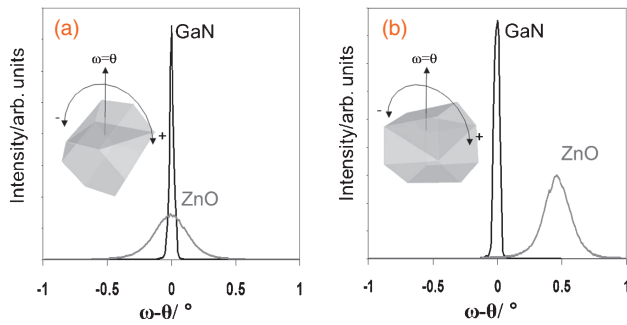 (a)
GaN
ω=θ
-
+
ZnO
Intensity/arb. units
-1
-0.5
0
0.5
1
ω-θ/ °
(b)
GaN
ω=θ
-
+
ZnO
Intensity/arb. units
-1
-0.5
0
0.5
1
ω-θ/ °